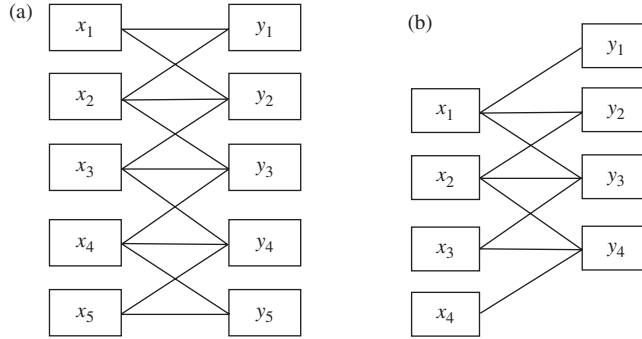 (a)
x1 y1
x2 y2
x3 y3
x4 y4
x5 y5
(b)
y1
x1 y2
x2 y3
x3 y4
x4